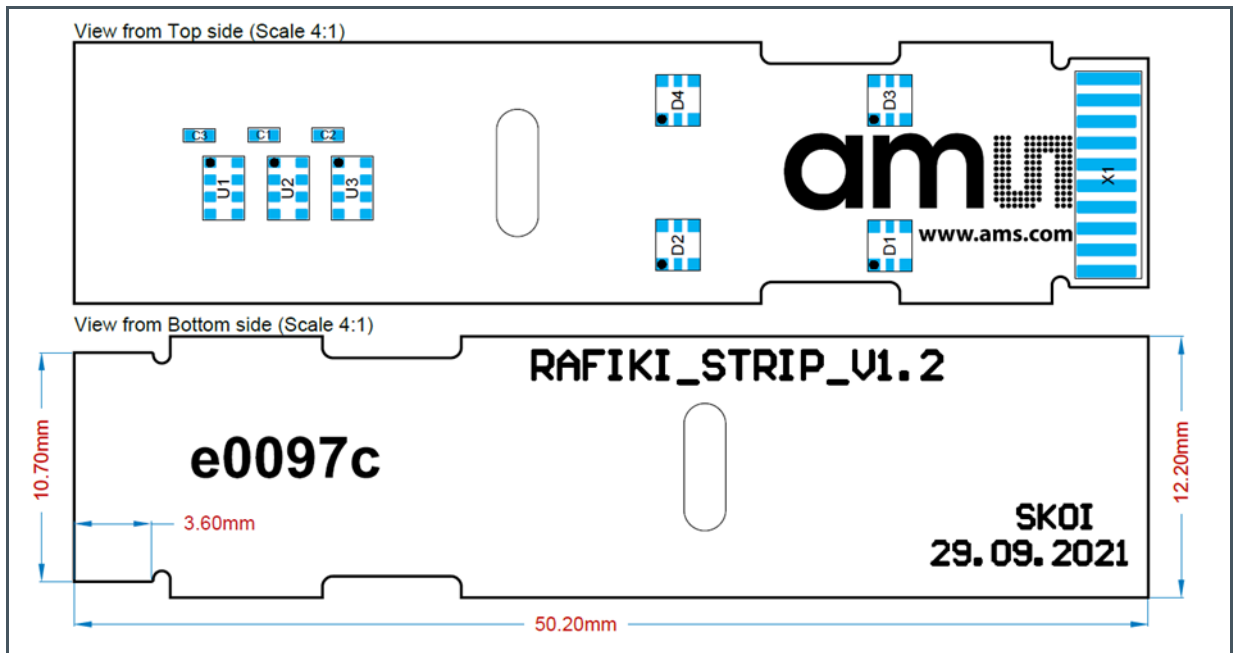 View from Top side (Scale 4:1)
D4
D3
C3
C1
C2
ams
X1
U1
U2
U3
D2
D1
www.ams.com
View from Bottom side (Scale 4:1)
RAFIKI_STRIP_V1.2
e0097c
10.70mm
12.20mm
3.60mm
SKOI
29.09.2021
50.20mm